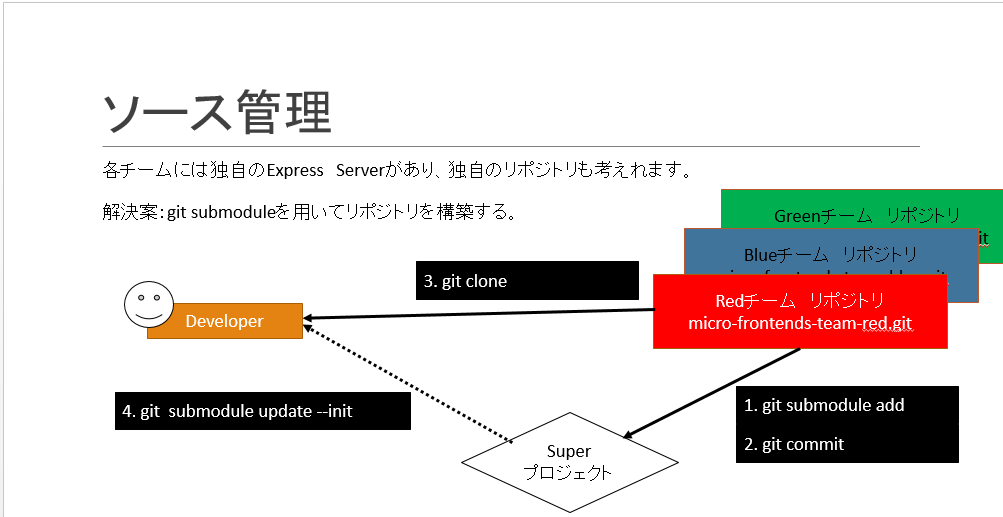 ソース管理
各チームには独自のExpress Serverがあり、独自のリポジトリも考えれます。
解決案：git submoduleを用いてリポジトリを構築する。
Greenチーム リポジトリ
Blueチーム リポジトリ
Redチーム リポジトリ
micro-frontends-team-red.git
3. git clone
Developer
4. git submodule update --init
1. git submodule add
2. git commit
Super
プロジェクト